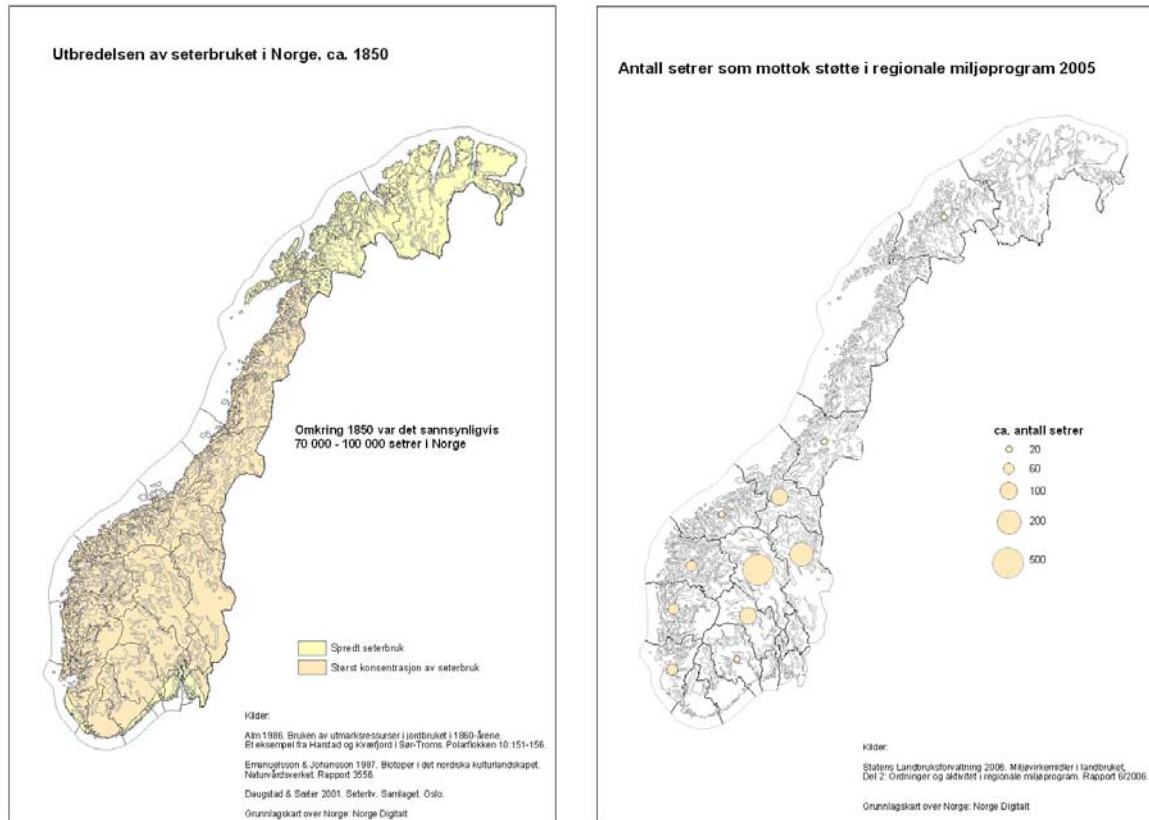 Utbredelsen av seterbruket i Norge, ca. 1850
Omkring 1850 var det sannsynligvis
70 000 - 100 000 setrer i Norge
Spredt seterbruk
Størst konsentrasjon av seterbruk
Kilder:
Alm 1986. Bruken av utmarksressurser i jordbruket i 1860-årene.
Et eksempel fra Harstad og Kvæfjord i Sør-Troms. Polarflokken 10:151-156.
Emanuelsson & Johansson 1987. Biotoper i det nordiska kulturlandskapet.
Naturvårdsverket. Rapport 3556.
Daugstad & Sæter 2001. Seterliv. Samlaget. Oslo.
Grunnlagskart over Norge: Norge Digitalt
Antall setrer som mottok støtte i regionale miljøprogram 2005
ca. antall setrer
20
60
100
200
500
Kilder:
Statens Landbruksforvaltning 2006. Miljøvirkemidler i landbruket,
Del 2: Ordninger og aktivitet i regionale miljøprogram. Rapport 6/2006.
Grunnlagskart over Norge: Norge Digitalt